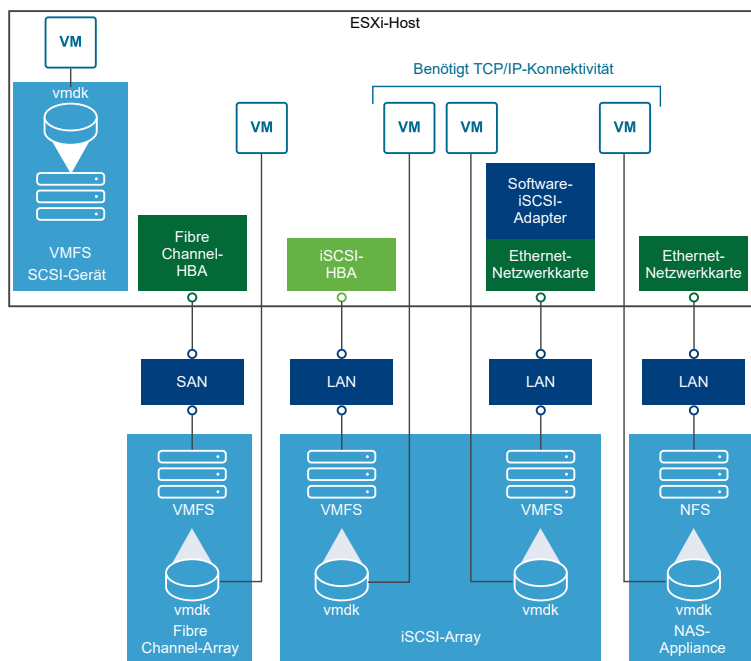 ESXi-Host
VM
Benötigt TCP/IP-Konnektivität
vmdk
VM
VM
VM
VM
VMFS
SCSI-Gerät
Fibre
Channel-
HBA
iSCSI-
HBA
Software-
iSCSI-
Adapter
Ethernet-
Netzwerkkarte
Ethernet-
Netzwerkkarte
SAN
LAN
LAN
LAN
VMFS
VMFS
VMFS
NFS
vmdk
vmdk
vmdk
vmdk
Fibre
Channel-Array
iSCSI-Array
NAS-
Appliance